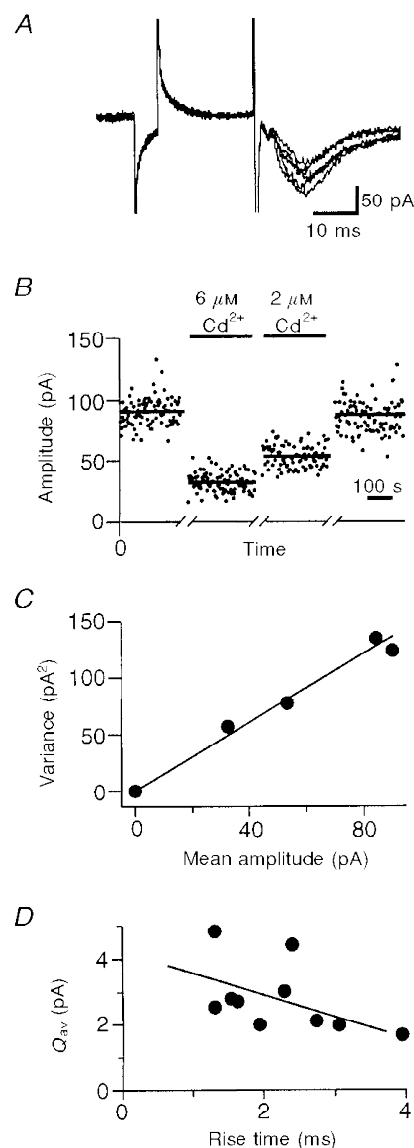 A
50 pA
10 ms
B
6 μM
Cd²⁺
2 μM
Cd²⁺
150
100
50
0
Amplitude (pA)
100 s
0
Time
C
150
100
50
0
Variance (pA²)
0
40
80
Mean amplitude (pA)
D
4
2
0
Qav (pA)
0
2
4
Rise time (ms)